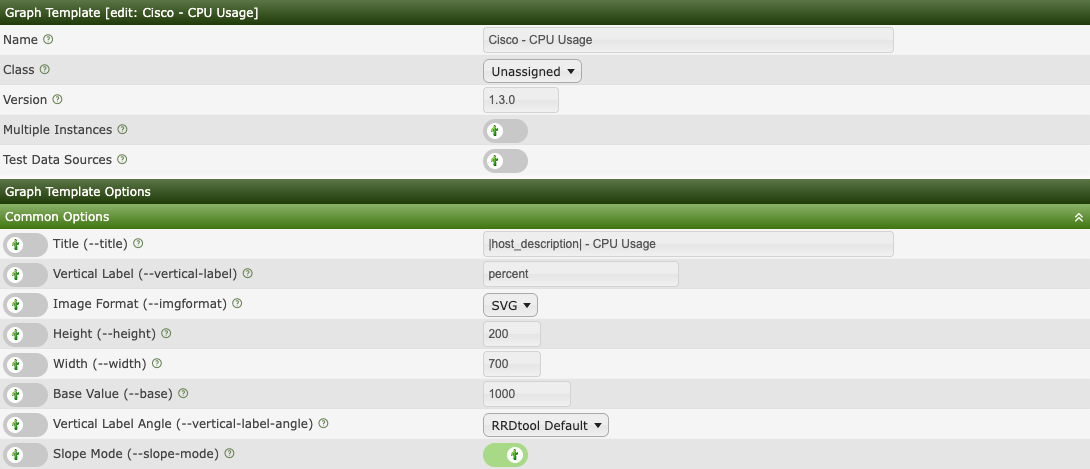 Graph Template [edit: Cisco - CPU Usage]
Name Cisco - CPU Usage
Class Unassigned
Version 1.3.0
Multiple Instances
Test Data Sources
Graph Template Options
Common Options
Title (--title) |host_description| - CPU Usage
Vertical Label (--vertical-label) percent
Image Format (--imgformat) SVG
Height (--height) 200
Width (--width) 700
Base Value (--base) 1000
Vertical Label Angle (--vertical-label-angle) RRDtool Default
Slope Mode (--slope-mode)